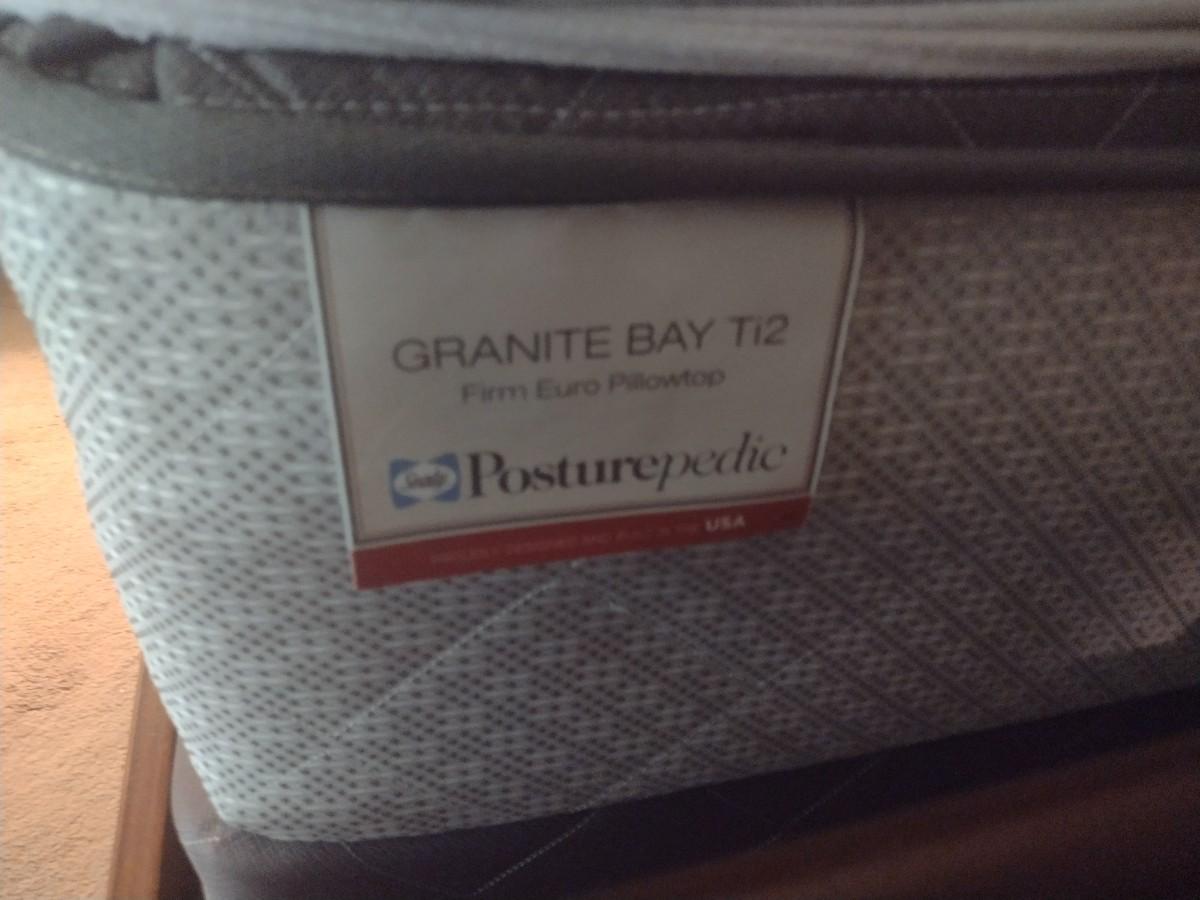 GRANITE BAY Ti2
Firm Euro Pillowtop
Sealy Posturepedic
USA